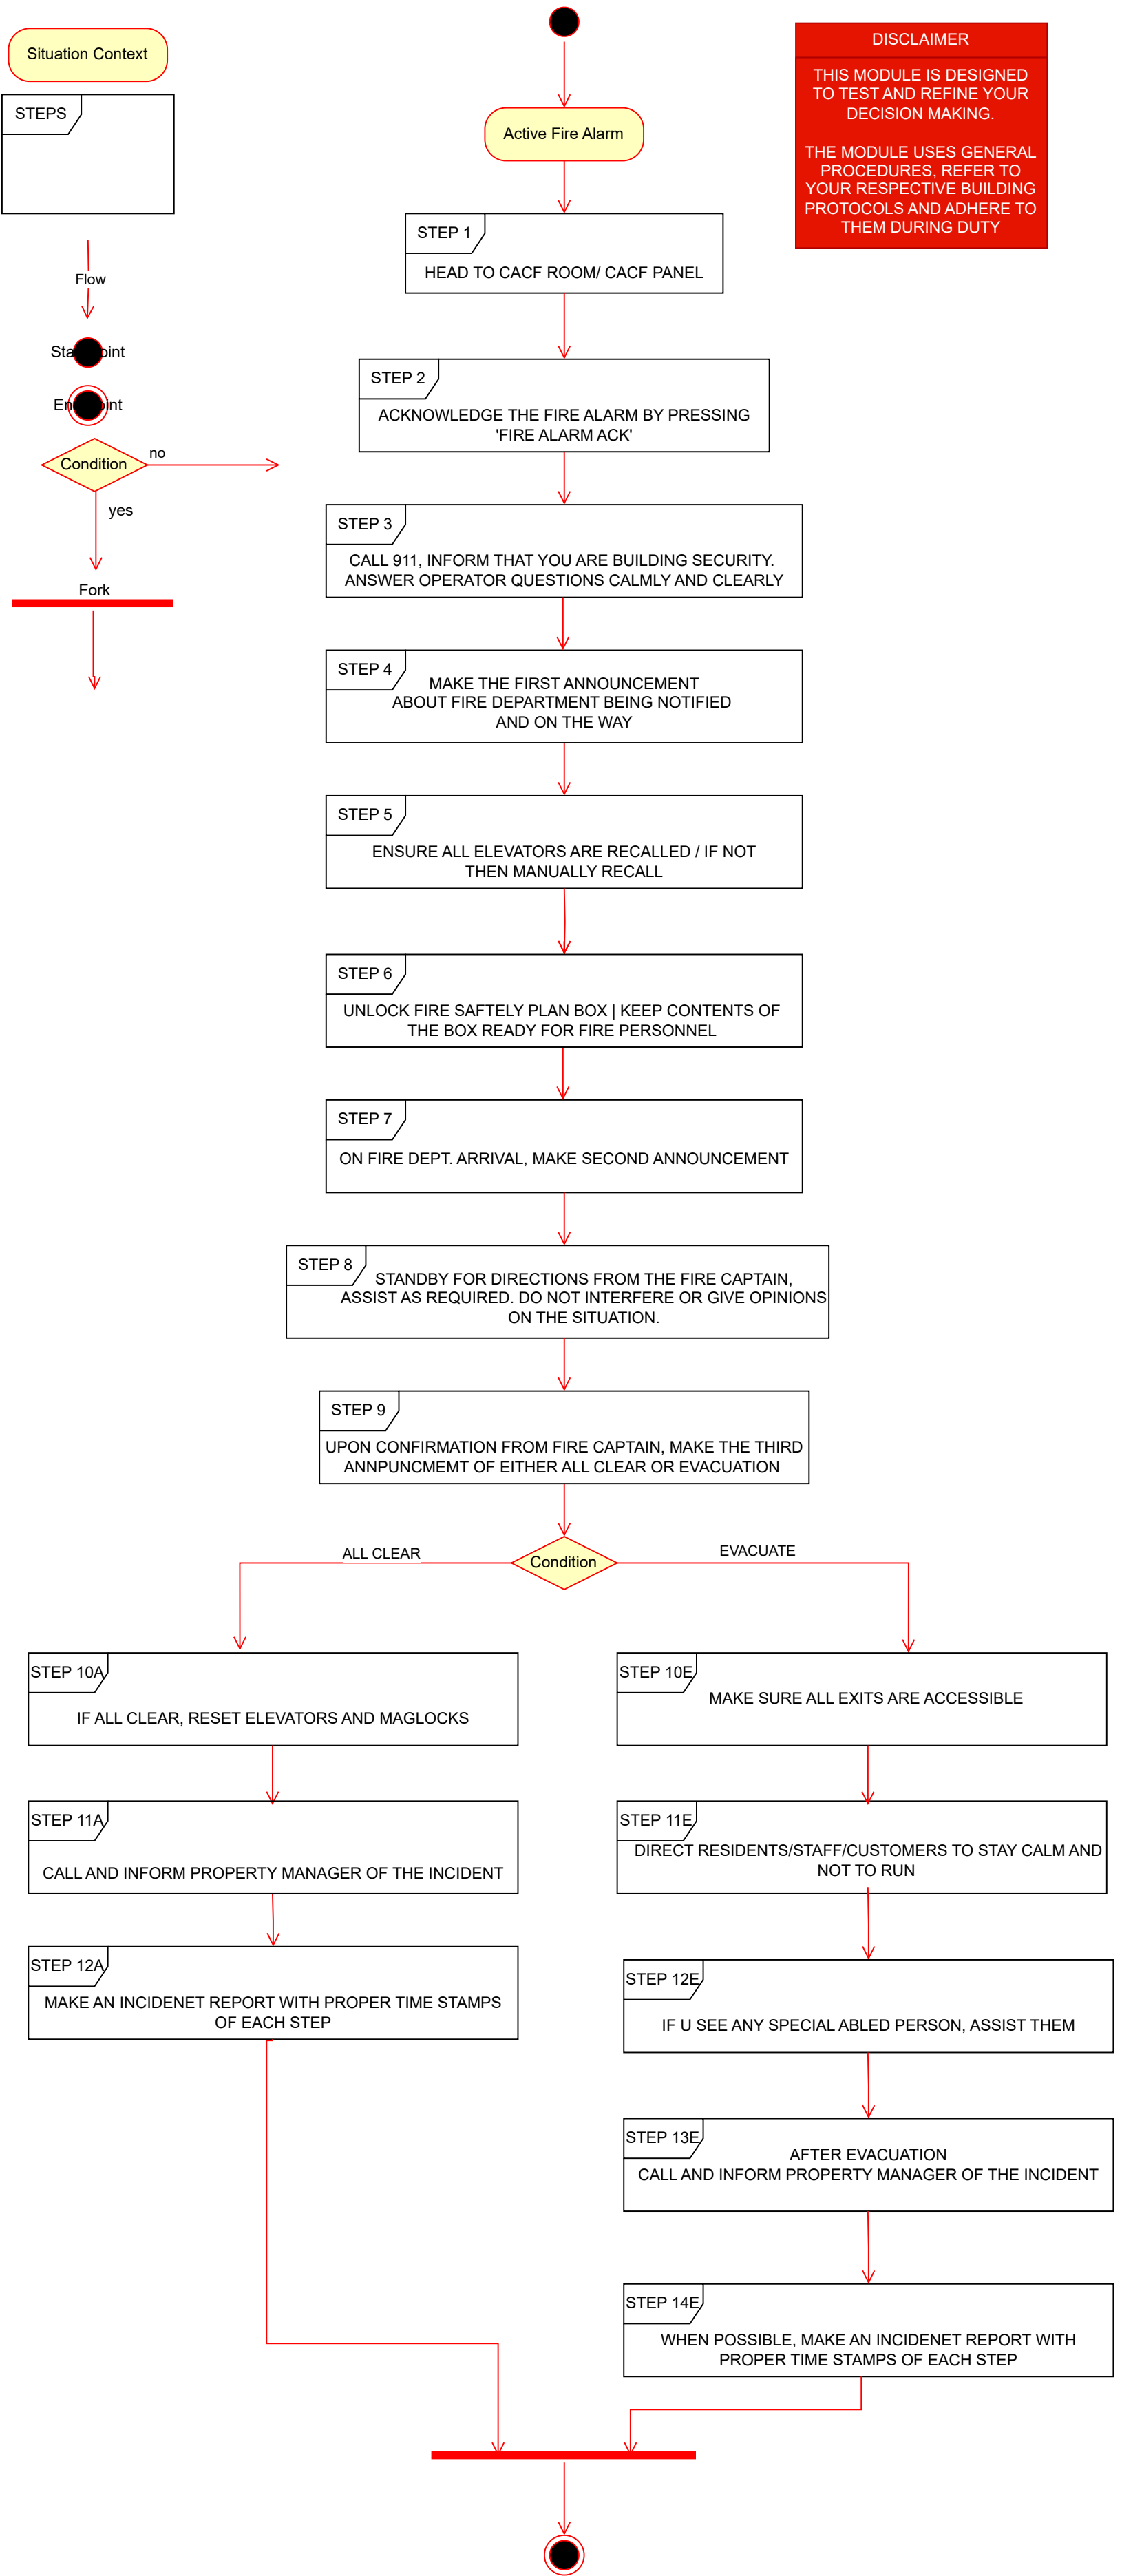 Situation Context
STEPS
Flow
Start point
End point
Condition
no
yes
Fork
DISCLAIMER
THIS MODULE IS DESIGNED
TO TEST AND REFINE YOUR
DECISION MAKING.
THE MODULE USES GENERAL
PROCEDURES, REFER TO
YOUR RESPECTIVE BUILDING
PROTOCOLS AND ADHERE TO
THEM DURING DUTY
Active Fire Alarm
STEP 1
HEAD TO CACF ROOM/ CACF PANEL
STEP 2
ACKNOWLEDGE THE FIRE ALARM BY PRESSING
'FIRE ALARM ACK'
STEP 3
CALL 911, INFORM THAT YOU ARE BUILDING SECURITY.
ANSWER OPERATOR QUESTIONS CALMLY AND CLEARLY
STEP 4
MAKE THE FIRST ANNOUNCEMENT
ABOUT FIRE DEPARTMENT BEING NOTIFIED
AND ON THE WAY
STEP 5
ENSURE ALL ELEVATORS ARE RECALLED / IF NOT
THEN MANUALLY RECALL
STEP 6
UNLOCK FIRE SAFTELY PLAN BOX | KEEP CONTENTS OF
THE BOX READY FOR FIRE PERSONNEL
STEP 7
ON FIRE DEPT. ARRIVAL, MAKE SECOND ANNOUNCEMENT
STEP 8
STANDBY FOR DIRECTIONS FROM THE FIRE CAPTAIN,
ASSIST AS REQUIRED. DO NOT INTERFERE OR GIVE OPINIONS
ON THE SITUATION.
STEP 9
UPON CONFIRMATION FROM FIRE CAPTAIN, MAKE THE THIRD
ANNPUNCMEMT OF EITHER ALL CLEAR OR EVACUATION
Condition
ALL CLEAR
EVACUATE
STEP 10A
IF ALL CLEAR, RESET ELEVATORS AND MAGLOCKS
STEP 11A
CALL AND INFORM PROPERTY MANAGER OF THE INCIDENT
STEP 12A
MAKE AN INCIDENET REPORT WITH PROPER TIME STAMPS
OF EACH STEP
STEP 10E
MAKE SURE ALL EXITS ARE ACCESSIBLE
STEP 11E
DIRECT RESIDENTS/STAFF/CUSTOMERS TO STAY CALM AND
NOT TO RUN
STEP 12E
IF U SEE ANY SPECIAL ABLED PERSON, ASSIST THEM
STEP 13E
AFTER EVACUATION
CALL AND INFORM PROPERTY MANAGER OF THE INCIDENT
STEP 14E
WHEN POSSIBLE, MAKE AN INCIDENET REPORT WITH
PROPER TIME STAMPS OF EACH STEP